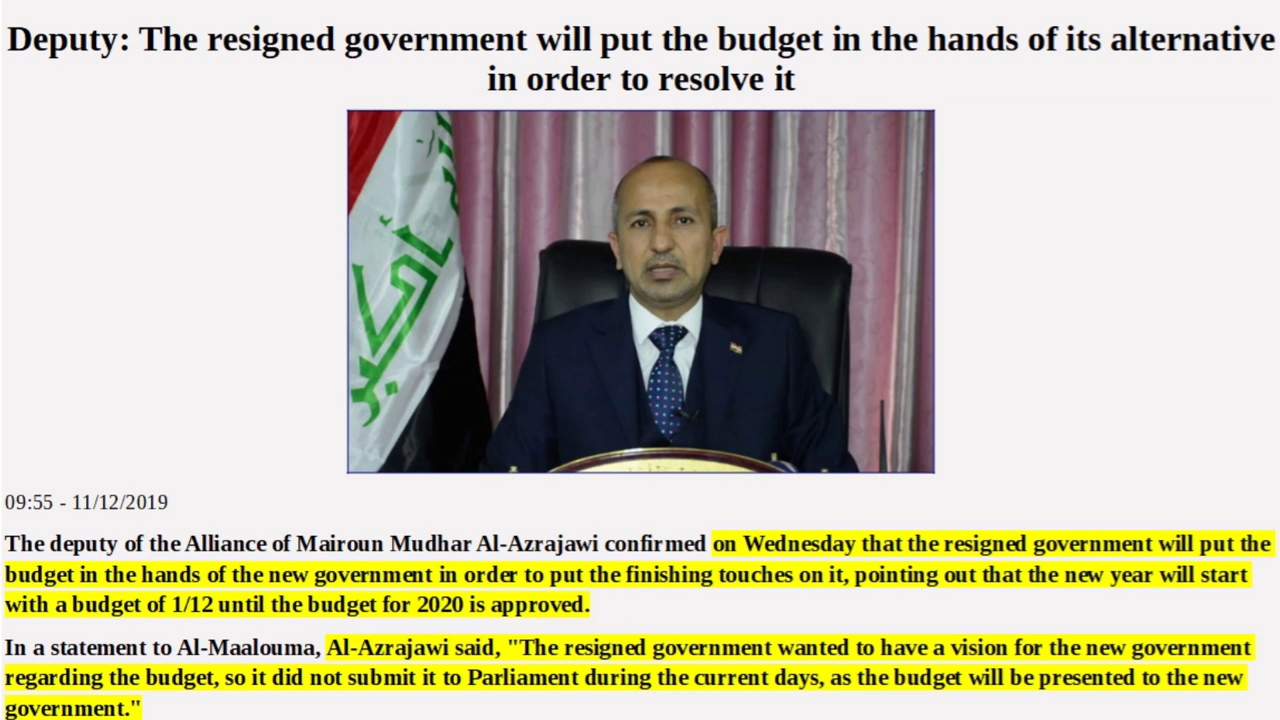 Deputy: The resigned government will put the budget in the hands of its alternative
in order to resolve it
أكبر
09:55 - 11/12/2019
The deputy of the Alliance of Mairoun Mudhar Al-Azrajawi confirmed on Wednesday that the resigned government will put the
budget in the hands of the new government in order to put the finishing touches on it, pointing out that the new year will start
with a budget of 1/12 until the budget for 2020 is approved.
In a statement to Al-Maalouma, Al-Azrajawi said, "The resigned government wanted to have a vision for the new government
regarding the budget, so it did not submit it to Parliament during the current days, as the budget will be presented to the new
government."